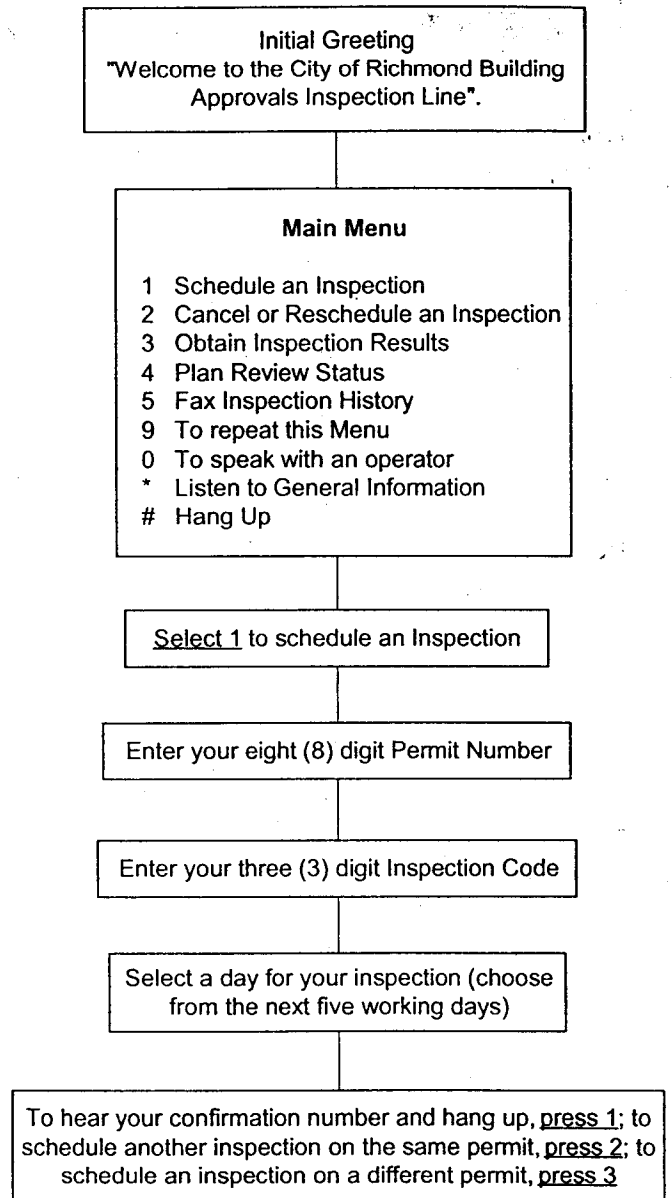 Initial Greeting
"Welcome to the City of Richmond Building
Approvals Inspection Line".
Main Menu
1 Schedule an Inspection
2 Cancel or Reschedule an Inspection
3 Obtain Inspection Results
4 Plan Review Status
5 Fax Inspection History
9 To repeat this Menu
0 To speak with an operator
* Listen to General Information
# Hang Up
Select 1 to schedule an Inspection
Enter your eight (8) digit Permit Number
Enter your three (3) digit Inspection Code
Select a day for your inspection (choose
from the next five working days)
To hear your confirmation number and hang up, press 1; to
schedule another inspection on the same permit, press 2; to
schedule an inspection on a different permit, press 3